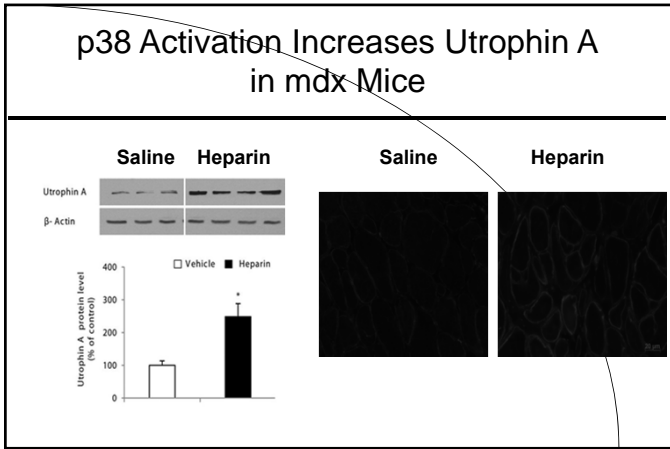 p38 Activation Increases Utrophin A
in mdx Mice
Saline Heparin
Utrophin A
β- Actin
Vehicle Heparin
Utrophin A protein level
(% of control)
400
300
200
100
0
*
Saline Heparin